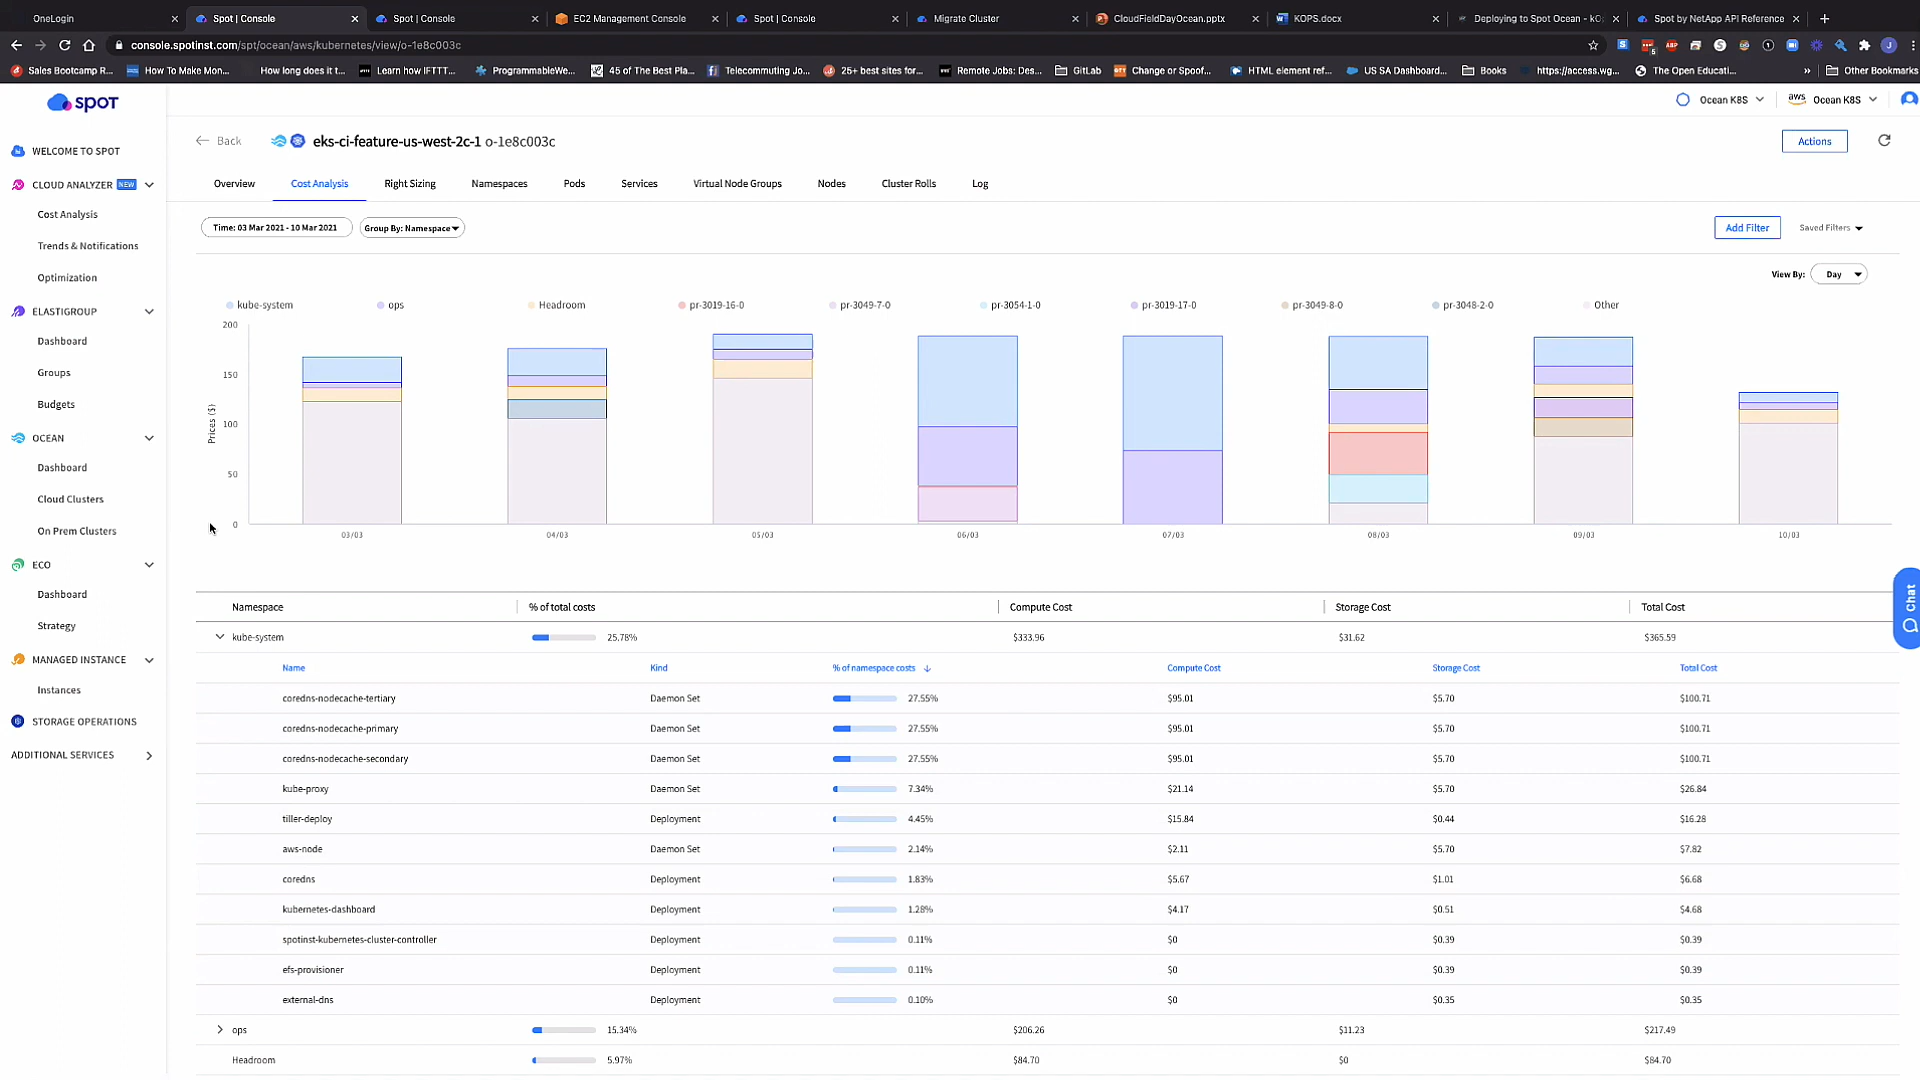 OneLogin
Spot | Console
Spot | Console
EC2 Management Console
Spot | Console
Migrate Cluster
CloudFieldDayOcean.pptx
KOPS.docx
Deploying to Spot Ocean - kO
Spot by NetApp API Reference
console.spotinst.com/spt/ocean/aws/kubernetes/view/o-1e8c003c
Sales Bootcamp R...
How To Make Mon...
How long does it t...
Learn how IFTTT...
ProgrammableWe...
45 of The Best Pla...
Telecommuting Jo...
25+ best sites for...
Remote Jobs: Des...
GitLab
Change or Spoof...
HTML element ref...
US SA Dashboard...
Books
https://access.wg...
The Open Educati...
Other Bookmarks
spot
Ocean K8S
aws Ocean K8S
Back
eks-ci-feature-us-west-2c-1 o-1e8c003c
Actions
WELCOME TO SPOT
CLOUD ANALYZER NEW
Cost Analysis
Trends & Notifications
Optimization
ELASTIGROUP
Dashboard
Groups
Budgets
OCEAN
Dashboard
Cloud Clusters
On Prem Clusters
ECO
Dashboard
Strategy
MANAGED INSTANCE
Instances
STORAGE OPERATIONS
ADDITIONAL SERVICES
Overview
Cost Analysis
Right Sizing
Namespaces
Pods
Services
Virtual Node Groups
Nodes
Cluster Rolls
Log
Time: 03 Mar 2021 - 10 Mar 2021
Group By: Namespace
Add Filter
Saved Filters
View By: Day
kube-system
ops
Headroom
pr-3019-16-0
pr-3049-7-0
pr-3054-1-0
pr-3019-17-0
pr-3049-8-0
pr-3048-2-0
Other
Prices ($)
200
150
100
50
0
03/03
04/03
05/03
06/03
07/03
08/03
09/03
10/03
Namespace % of total costs Compute Cost Storage Cost Total Cost
kube-system 25.78% $333.96 $31.62 $365.59
Name Kind % of namespace costs Compute Cost Storage Cost Total Cost
coredns-nodecache-tertiary Daemon Set 27.55% $95.01 $5.70 $100.71
coredns-nodecache-primary Daemon Set 27.55% $95.01 $5.70 $100.71
coredns-nodecache-secondary Daemon Set 27.55% $95.01 $5.70 $100.71
kube-proxy Daemon Set 7.34% $21.14 $5.70 $26.84
tiller-deploy Deployment 4.45% $15.84 $0.44 $16.28
aws-node Daemon Set 2.14% $2.11 $5.70 $7.82
coredns Deployment 1.83% $5.67 $1.01 $6.68
kubernetes-dashboard Deployment 1.28% $4.17 $0.51 $4.68
spotinst-kubernetes-cluster-controller Deployment 0.11% $0 $0.39 $0.39
efs-provisioner Deployment 0.11% $0 $0.39 $0.39
external-dns Deployment 0.10% $0 $0.35 $0.35
ops 15.34% $206.26 $11.23 $217.49
Headroom 5.97% $84.70 $0 $84.70
Chat